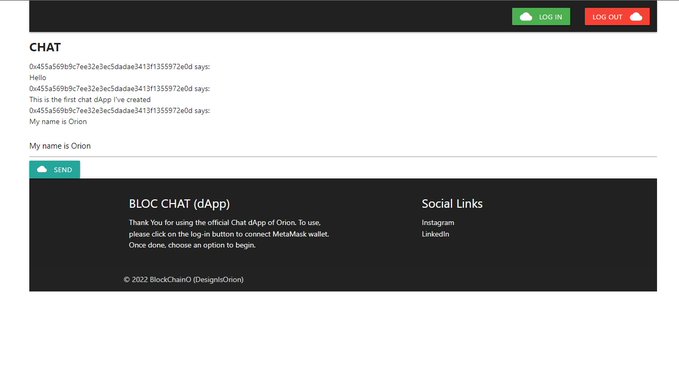 LOG IN
LOG OUT
CHAT
0x455a569b9c7ee32e3ec5dadae3413f1355972e0d says:
Hello
0x455a569b9c7ee32e3ec5dadae3413f1355972e0d says:
This is the first chat dApp I've created
0x455a569b9c7ee32e3ec5dadae3413f1355972e0d says:
My name is Orion
My name is Orion
SEND
BLOC CHAT (dApp)
Thank You for using the official Chat dApp of Orion. To use,
please click on the log-in button to connect MetaMask wallet.
Once done, choose an option to begin.
Social Links
Instagram
LinkedIn
© 2022 BlockChainO (DesignIsOrion)